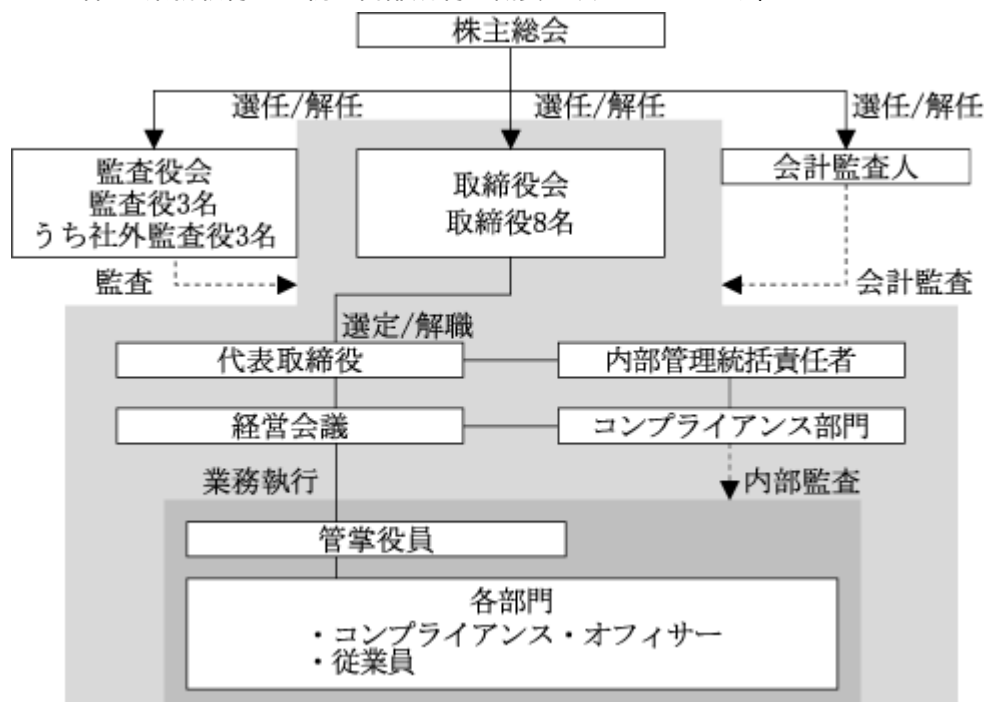 株主総会
選任/解任
選任/解任
選任/解任
監査役会
監査役3名
うち社外監査役3名
取締役会
取締役8名
会計監査人
監査
会計監査
選定/解職
代表取締役
内部管理統括責任者
経営会議
コンプライアンス部門
業務執行
内部監査
管掌役員
各部門
・コンプライアンス・オフィサー
・従業員